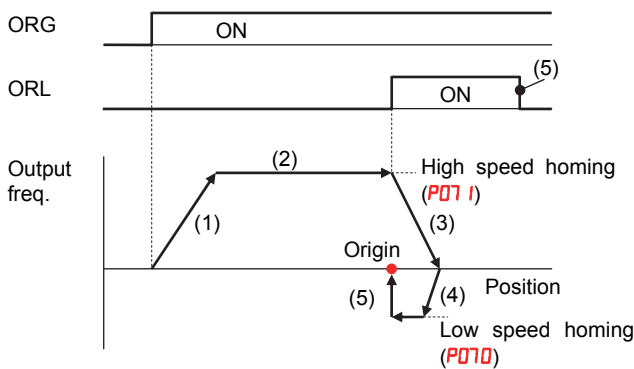 ORG
ON
(5)
ORL
ON
Output
freq.
(2)
High speed homing
(P071)
(1)
(3)
Origin
(5)
(4)
Position
Low speed homing
(P070)